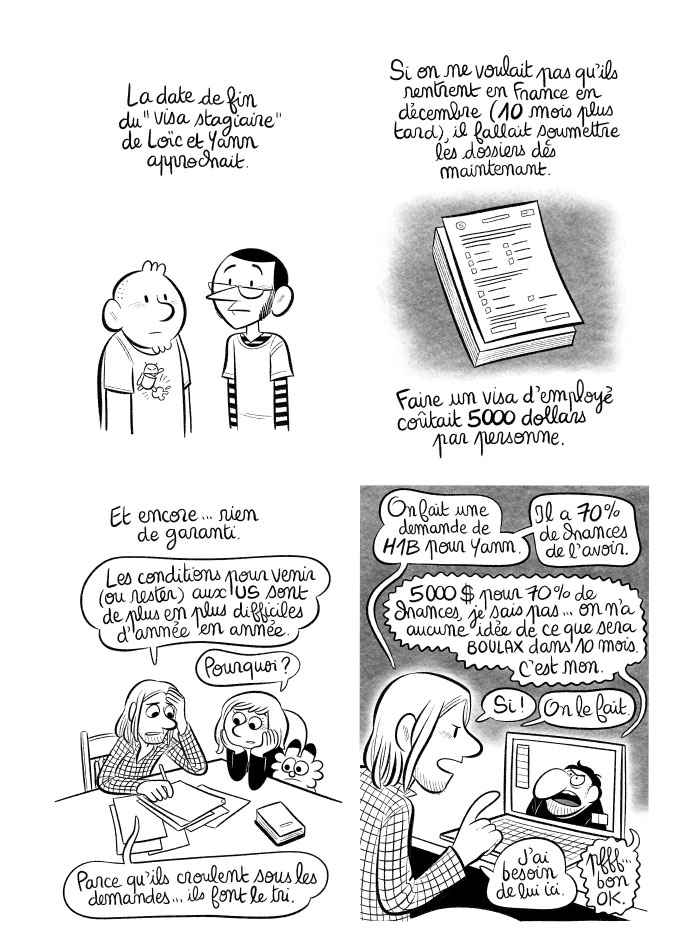 La date de fin
du "visa stagiaire"
de Loïc et Yann
approchait.
Si on ne voulait pas qu'ils
rentrent en France en
décembre (10 mois plus
tard), il fallait soumettre
les dossiers dès
maintenant.
Faire un visa d'employé
coûtait 5000 dollars
par personne.
Et encore... rien
de garanti.
Les conditions pour venir
(ou rester) aux US sont
de plus en plus difficiles
d'année en année.
Pourquoi ?
Parce qu'ils croulent sous les
demandes... ils font le tri.
On fait une
demande de
H1B pour Yann.
Il a 70%
de chances
de l'avoir.
5000 $ pour 70% de
chances, je sais pas... on n'a
aucune idée de ce que sera
BOULAX dans 10 mois.
C'est non.
Si !
On le fait.
J'ai
besoin
de lui ici.
pfff...
bon
OK.